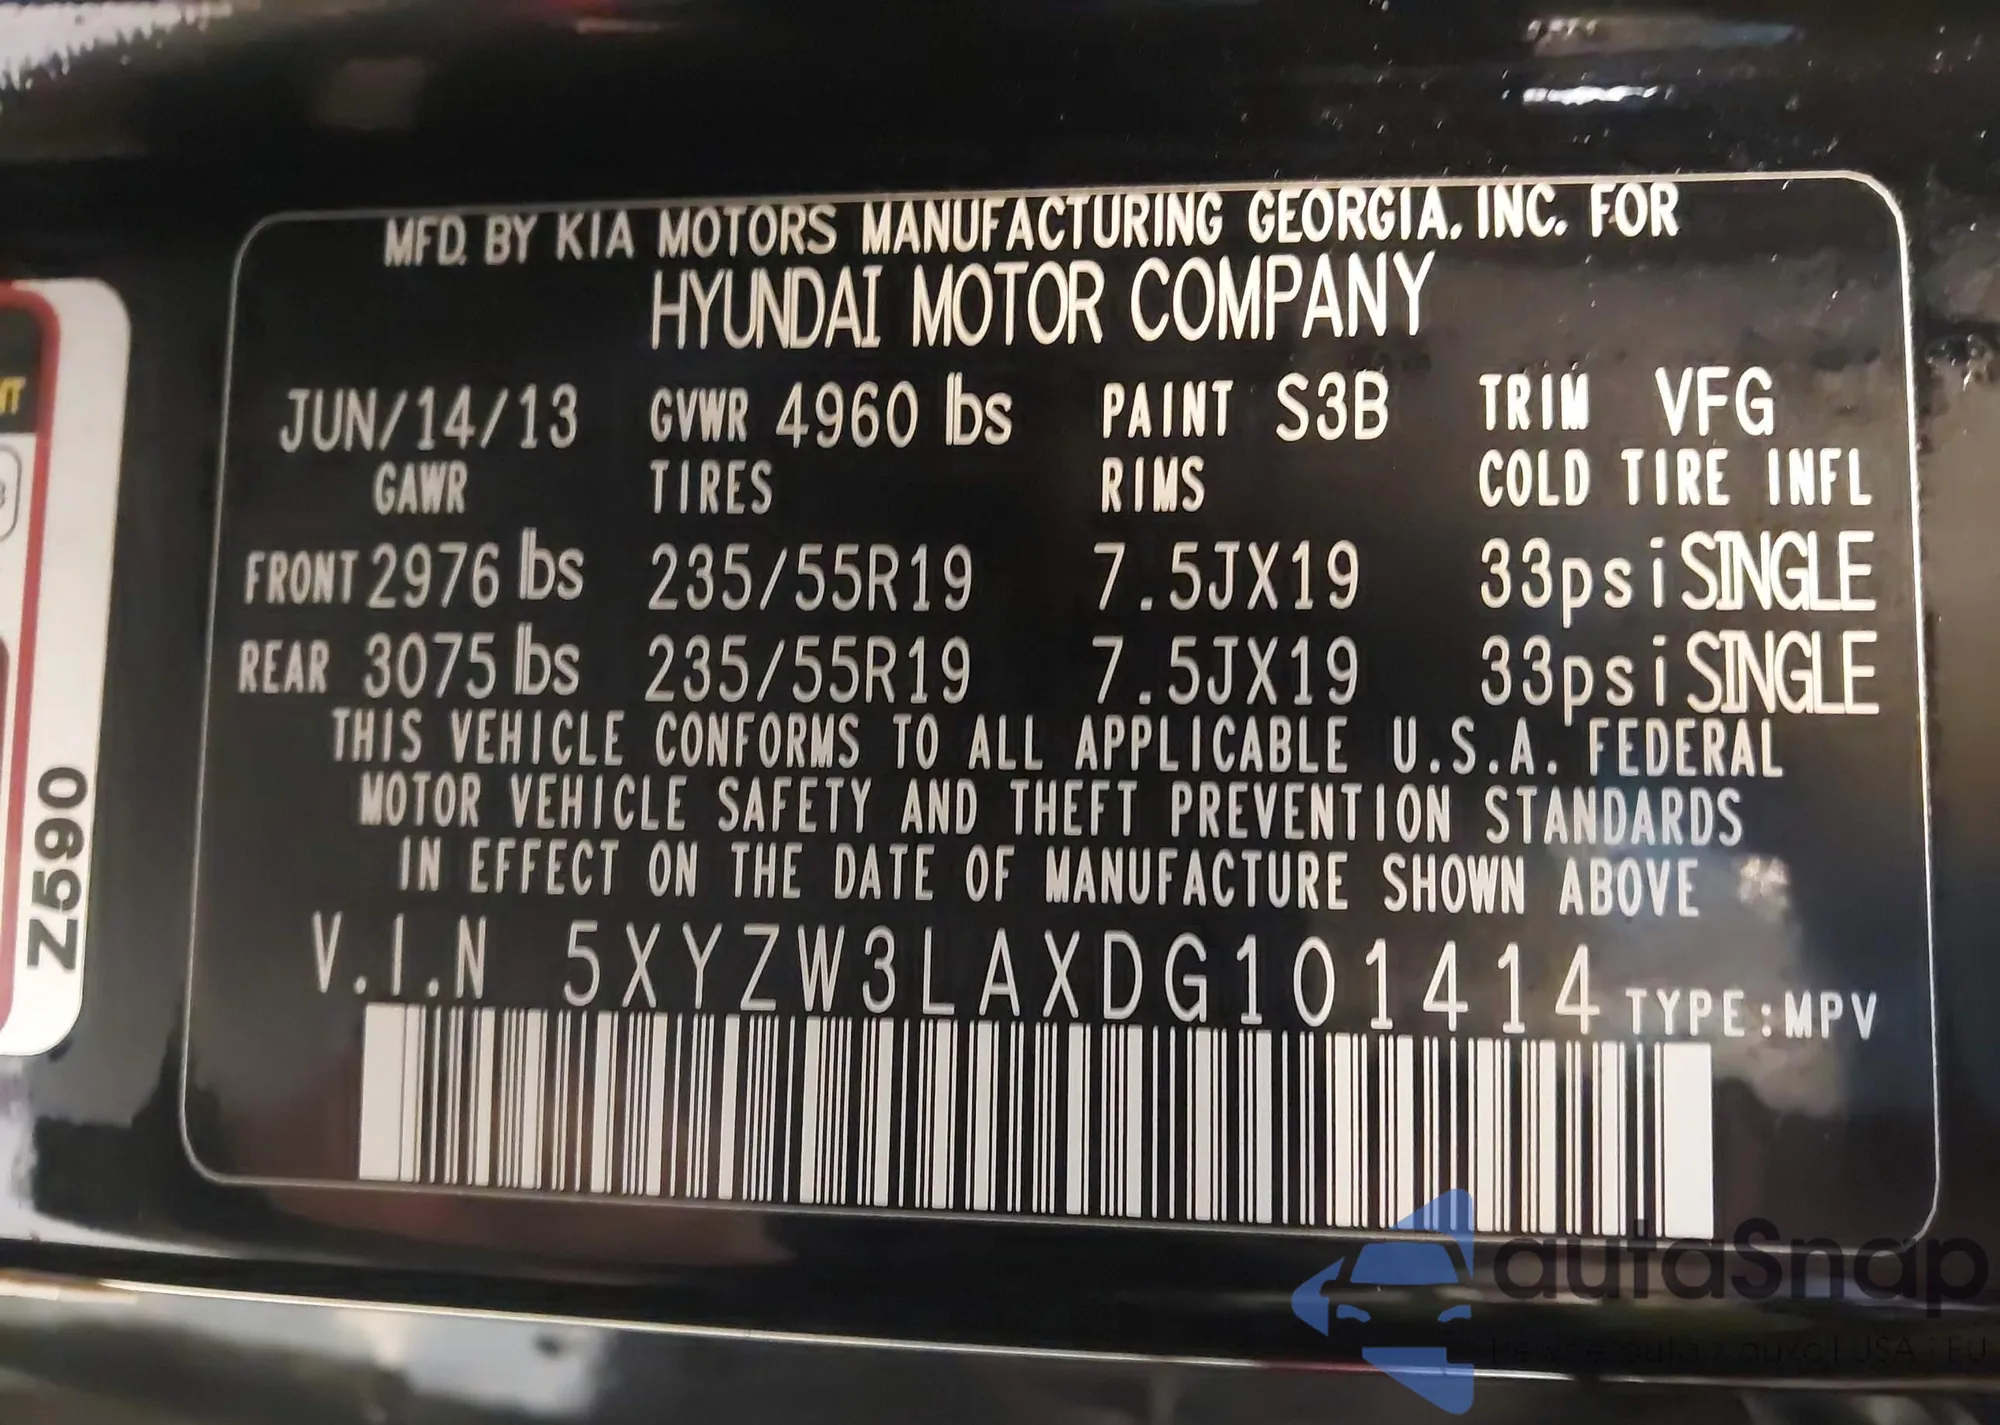 MFD. BY KIA MOTORS MANUFACTURING GEORGIA. INC. FOR
HYUNDAI MOTOR COMPANY
JUN/14/13 GVWR 4960 lbs PAINT S3B TRIM VFG
GAWR TIRES RIMS COLD TIRE INFL
FRONT 2976 lbs 235/55R19 7.5JX19 33psi SINGLE
REAR 3075 lbs 235/55R19 7.5JX19 33psi SINGLE
THIS VEHICLE CONFORMS TO ALL APPLICABLE U.S.A. FEDERAL
MOTOR VEHICLE SAFETY AND THEFT PREVENTION STANDARDS
IN EFFECT ON THE DATE OF MANUFACTURE SHOWN ABOVE
V.I.N 5XYZW3LAXDG101414 TYPE:MPV
Z590
autaSnap
USA i EU